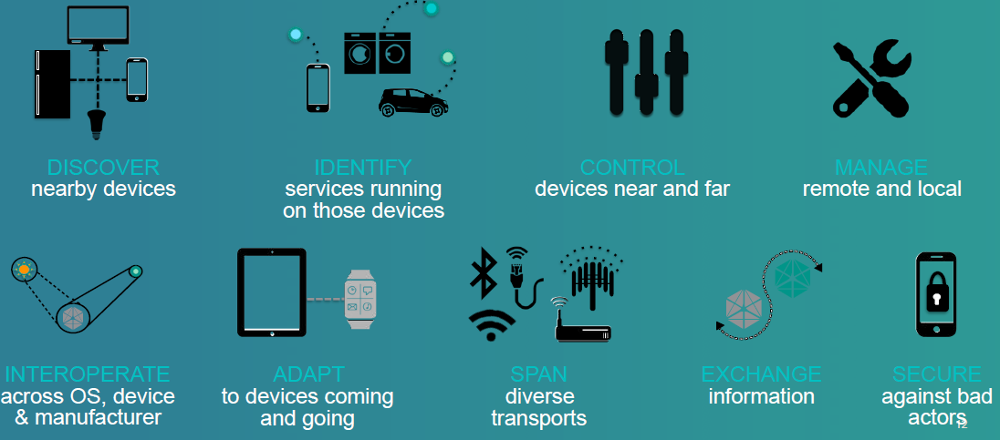 DISCOVER
nearby devices
IDENTIFY
services running
on those devices
CONTROL
devices near and far
MANAGE
remote and local
INTEROPERATE
across OS, device
& manufacturer
ADAPT
to devices coming
and going
SPAN
diverse
transports
EXCHANGE
information
SECURE
against bad
actors
12